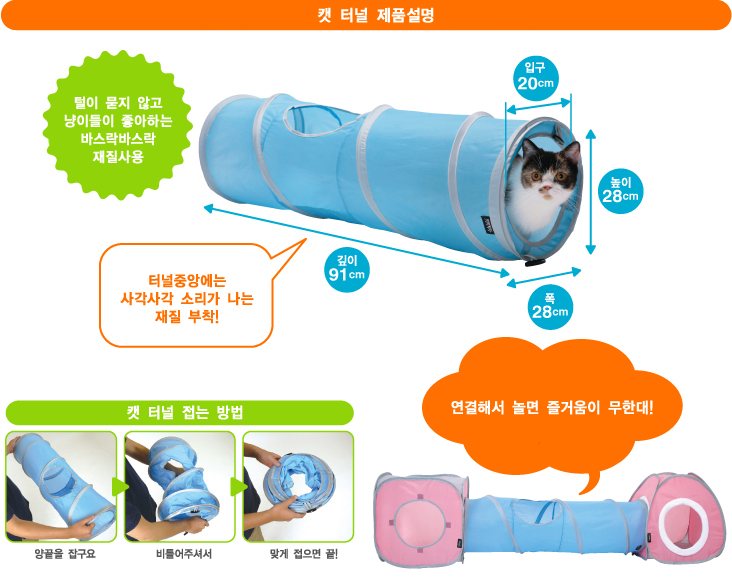 캣 터널 제품설명
털이 묻지 않고
냥이들이 좋아하는
바스락바스락
재질사용
입구
20cm
높이
28cm
깊이
91cm
폭
28cm
터널중앙에는
사각사각 소리가 나는
재질 부착!
연결해서 놀면 즐거움이 무한대!
캣 터널 접는 방법
양끝을 잡구요
비틀어주셔서
맞게 접으면 끝!